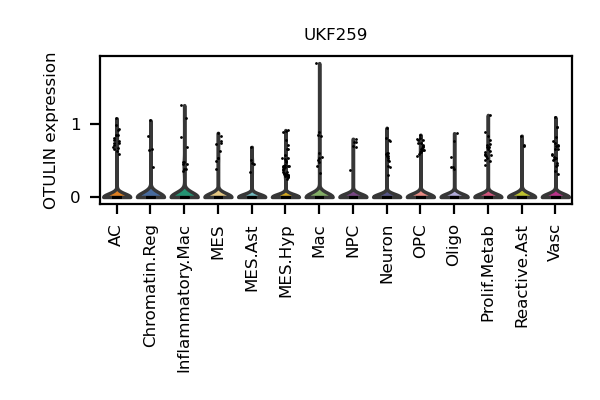 UKF259
OTULIN expression
1
0
AC
Chromatin.Reg
Inflammatory.Mac
MES
MES.Ast
MES.Hyp
Mac
NPC
Neuron
OPC
Oligo
Prolif.Metab
Reactive.Ast
Vasc